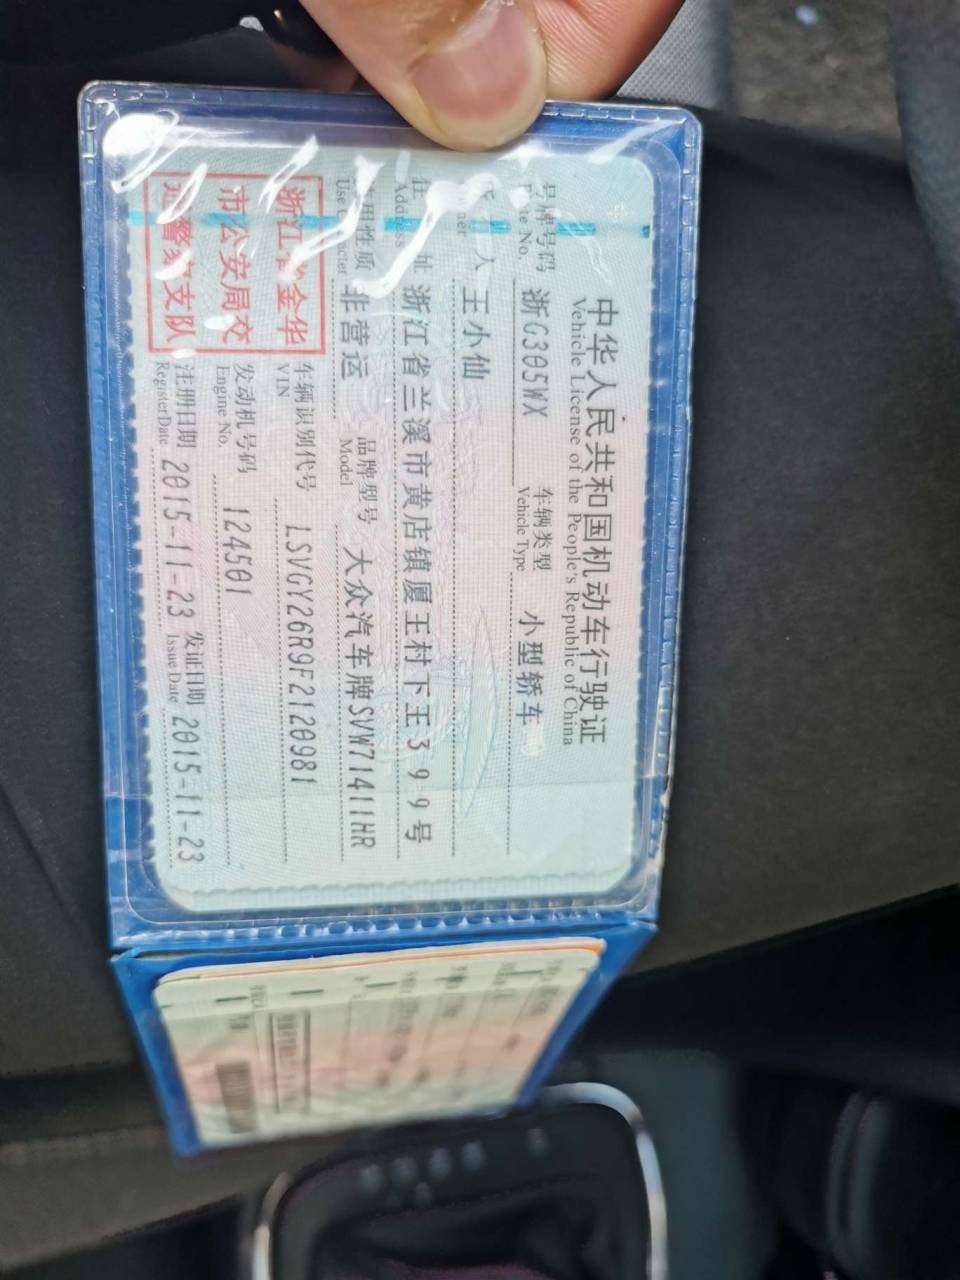 中华人民共和国机动车行驶证
Vehicle License of the People's Republic of China
号牌号码 浙G305WX 车辆类型 小型轿车
Plate No. Vehicle Type
人 王小仙
Owner
住 址 浙江省兰溪市黄店镇厦王村下王399号
Address
使用性质 非营运 品牌型号 大众汽车牌SVW71411HR
Use Character Model
浙江省金华
市公安局交
通警察支队
车辆识别代号 LSVGY26R9F2120981
VIN
发动机号码 124501
Engine No.
注册日期 2015-11-23 发证日期 2015-11-23
Register Date Issue Date